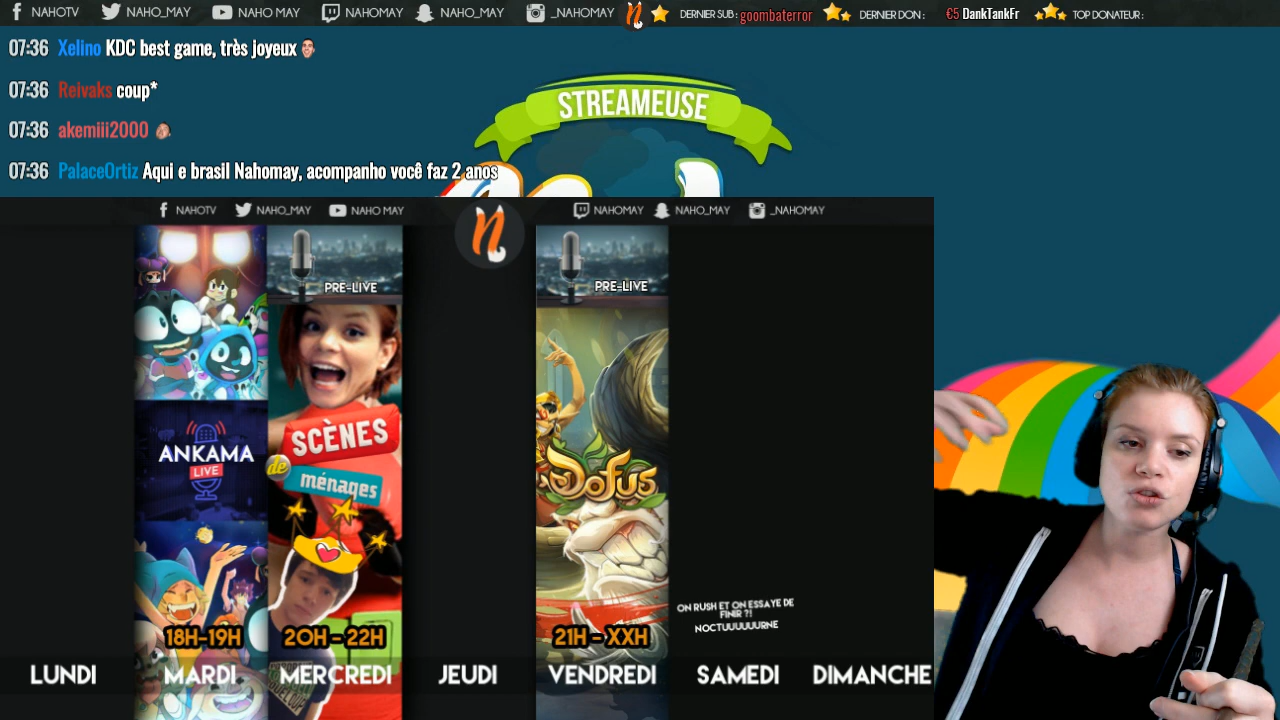 NAHOTV NAHO_MAY NAHO MAY NAHOMAY NAHO_MAY _NAHOMAY DERNIER SUB : goombaterror DERNIER DON : €5 DankTankFr TOP DONATEUR :
07:36 Xelino KDC best game, très joyeux
07:36 Reivaks coup*
07:36 akemiii2000
07:36 PalaceOrtiz Aqui e brasil Nahomay, acompanho você faz 2 anos
STREAMEUSE
NAHOTV NAHO_MAY NAHO MAY n NAHOMAY NAHO_MAY _NAHOMAY
PRE-LIVE
PRE-LIVE
ANKAMA
LIVE
SCÈNES
de
ménages
DOFUS
ON RUSH ET ON ESSAYE DE
FINIR ?!
NOCTUUUUUURNE
18H-19H
20H - 22H
21H - XXH
LUNDI MARDI MERCREDI JEUDI VENDREDI SAMEDI DIMANCHE